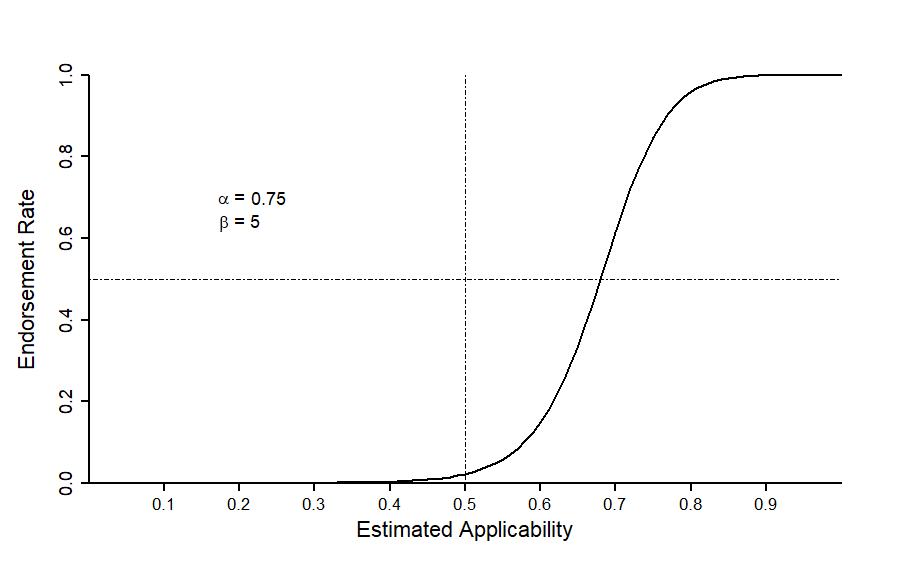 1.0
0.8
0.6
0.4
0.2
0.0
Endorsement Rate
α = 0.75
β = 5
0.1 0.2 0.3 0.4 0.5 0.6 0.7 0.8 0.9
Estimated Applicability